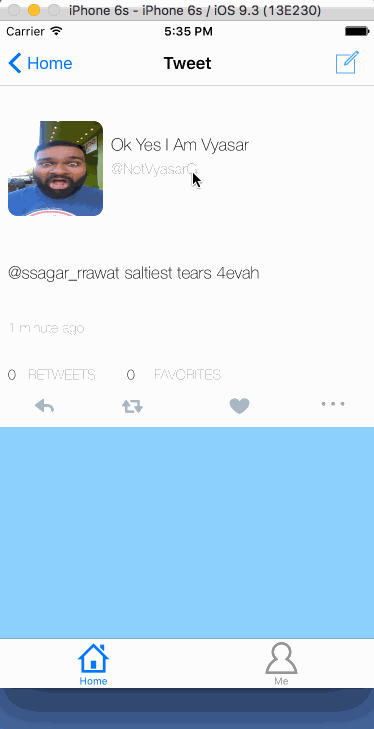 iPhone 6s - iPhone 6s / iOS 9.3 (13E230)
Carrier 5:35 PM
Home Tweet
Ok Yes I Am Vyasar
@NotVyasarG
@ssagar_rrawat saltiest tears 4evah
1 minute ago
0 RETWEETS 0 FAVORITES
Home Me